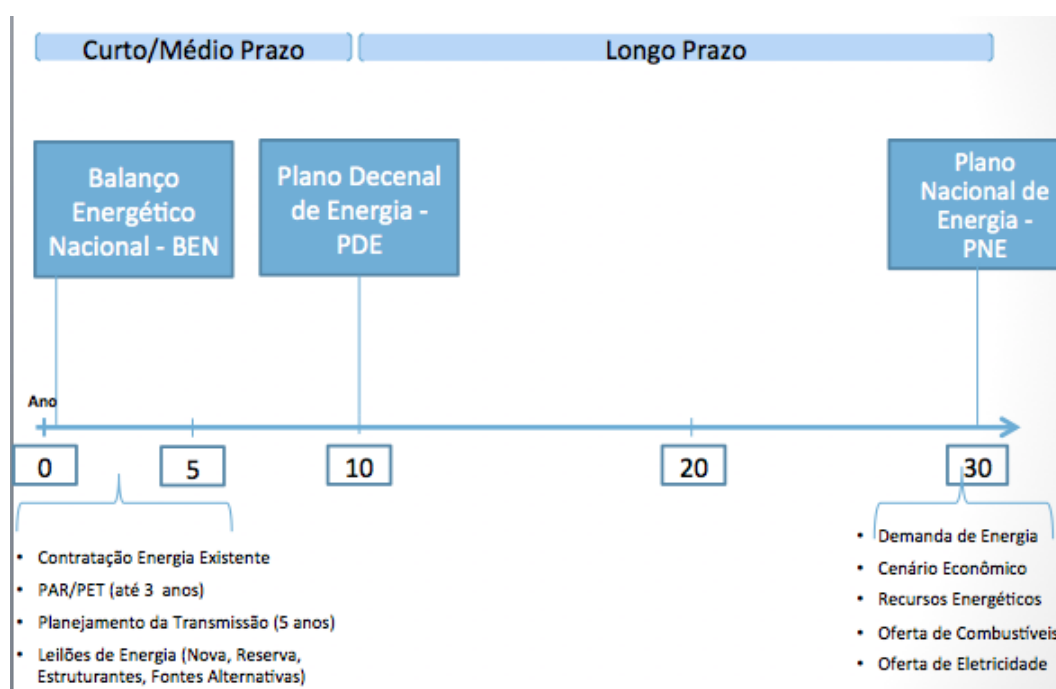 Curto/Médio Prazo
Longo Prazo
Balanço
Energético
Nacional - BEN
Plano Decenal
de Energia -
PDE
Plano
Nacional de
Energia -
PNE
Ano
0
5
10
20
30
• Contratação Energia Existente
• PAR/PET (até 3 anos)
• Planejamento da Transmissão (5 anos)
• Leilões de Energia (Nova, Reserva,
Estruturantes, Fontes Alternativas)
• Demanda de Energia
• Cenário Econômico
• Recursos Energéticos
• Oferta de Combustíveis
• Oferta de Eletricidade